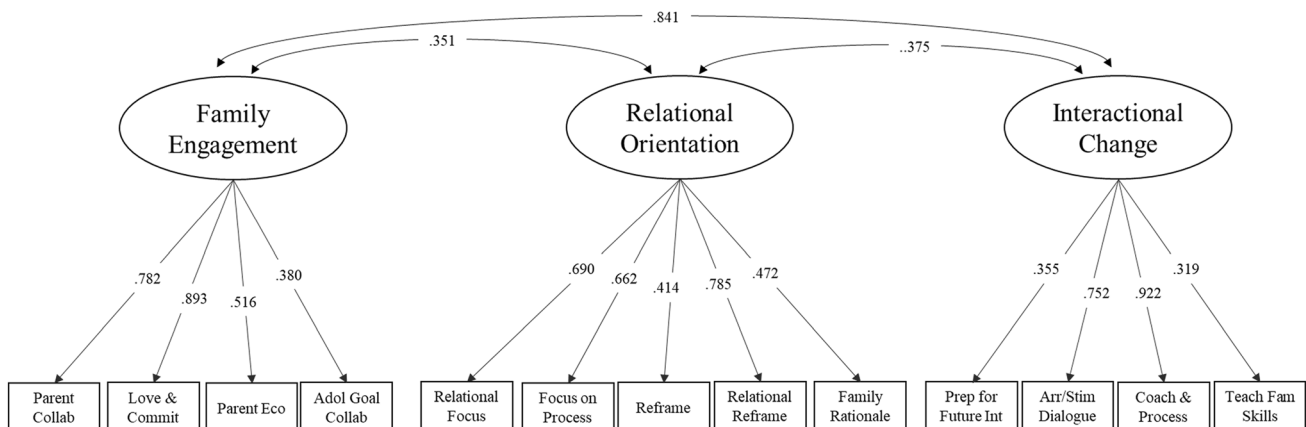 .841
.351
..375
Family
Engagement
Relational
Orientation
Interactional
Change
.782
.893
.516
.380
.690
.662
.414
.785
.472
.355
.752
.922
.319
Parent
Collab
Love &
Commit
Parent Eco
Adol Goal
Collab
Relational
Focus
Focus on
Process
Reframe
Relational
Reframe
Family
Rationale
Prep for
Future Int
Arr/Stim
Dialogue
Coach &
Process
Teach Fam
Skills